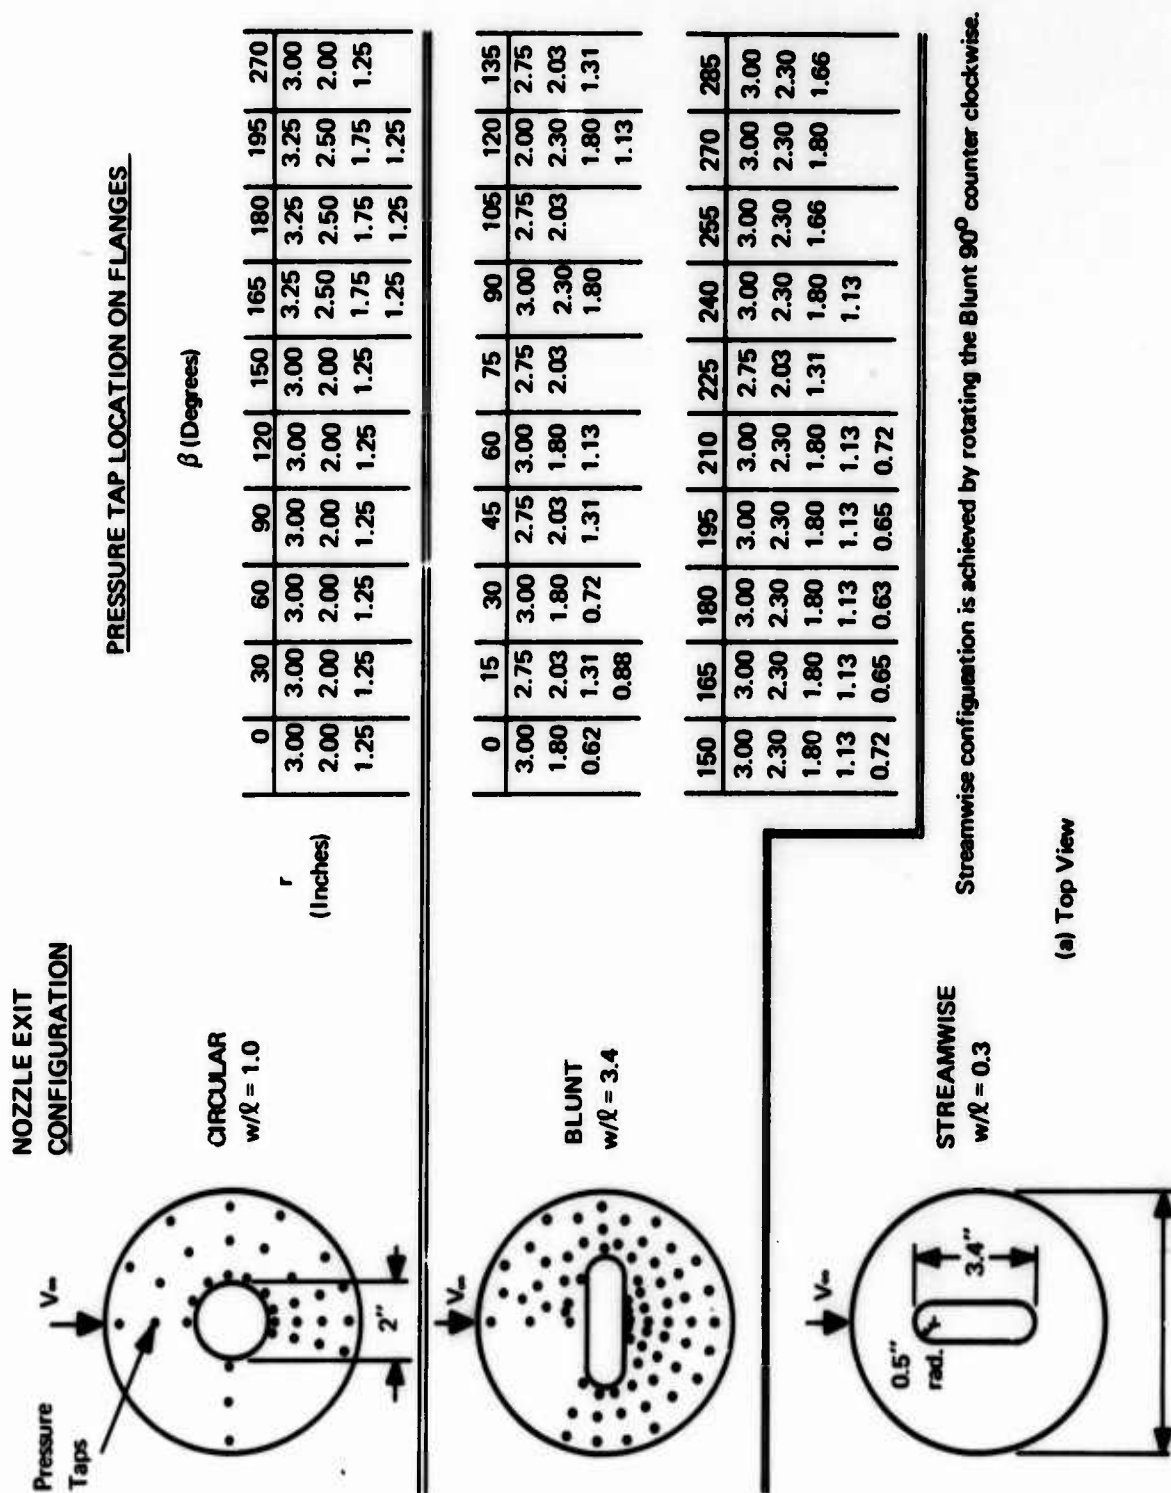 NOZZLE EXIT
CONFIGURATION
PRESSURE TAP LOCATION ON FLANGES
β (Degrees)
Pressure
Taps
V∞
2"
CIRCULAR
w/ℓ = 1.0
r
(Inches)
0 30 60 90 120 150 165 180 195 270
3.00 3.00 3.00 3.00 3.00 3.00 3.25 3.25 3.25 3.00
2.00 2.00 2.00 2.00 2.00 2.00 2.50 2.50 2.50 2.00
1.25 1.25 1.25 1.25 1.25 1.25 1.75 1.75 1.75 1.25
1.25 1.25 1.25
V∞
BLUNT
w/ℓ = 3.4
0 15 30 45 60 75 90 105 120 135
3.00 2.75 3.00 2.75 3.00 2.75 3.00 2.75 2.00 2.75
1.80 2.03 1.80 2.03 1.80 2.03 2.30 2.03 2.30 2.03
0.62 1.31 0.72 1.31 1.13 1.80 1.80 1.31
0.88 1.13
150 165 180 195 210 225 240 255 270 285
3.00 3.00 3.00 3.00 3.00 2.75 3.00 3.00 3.00 3.00
2.30 2.30 2.30 2.30 2.30 2.03 2.30 2.30 2.30 2.30
1.80 1.80 1.80 1.80 1.80 1.31 1.80 1.66 1.80 1.66
1.13 1.13 1.13 1.13 1.13 1.13
0.72 0.65 0.63 0.65 0.72
V∞
0.5"
rad.
3.4"
STREAMWISE
w/ℓ = 0.3
Streamwise configuration is achieved by rotating the Blunt 90° counter clockwise.
(a) Top View